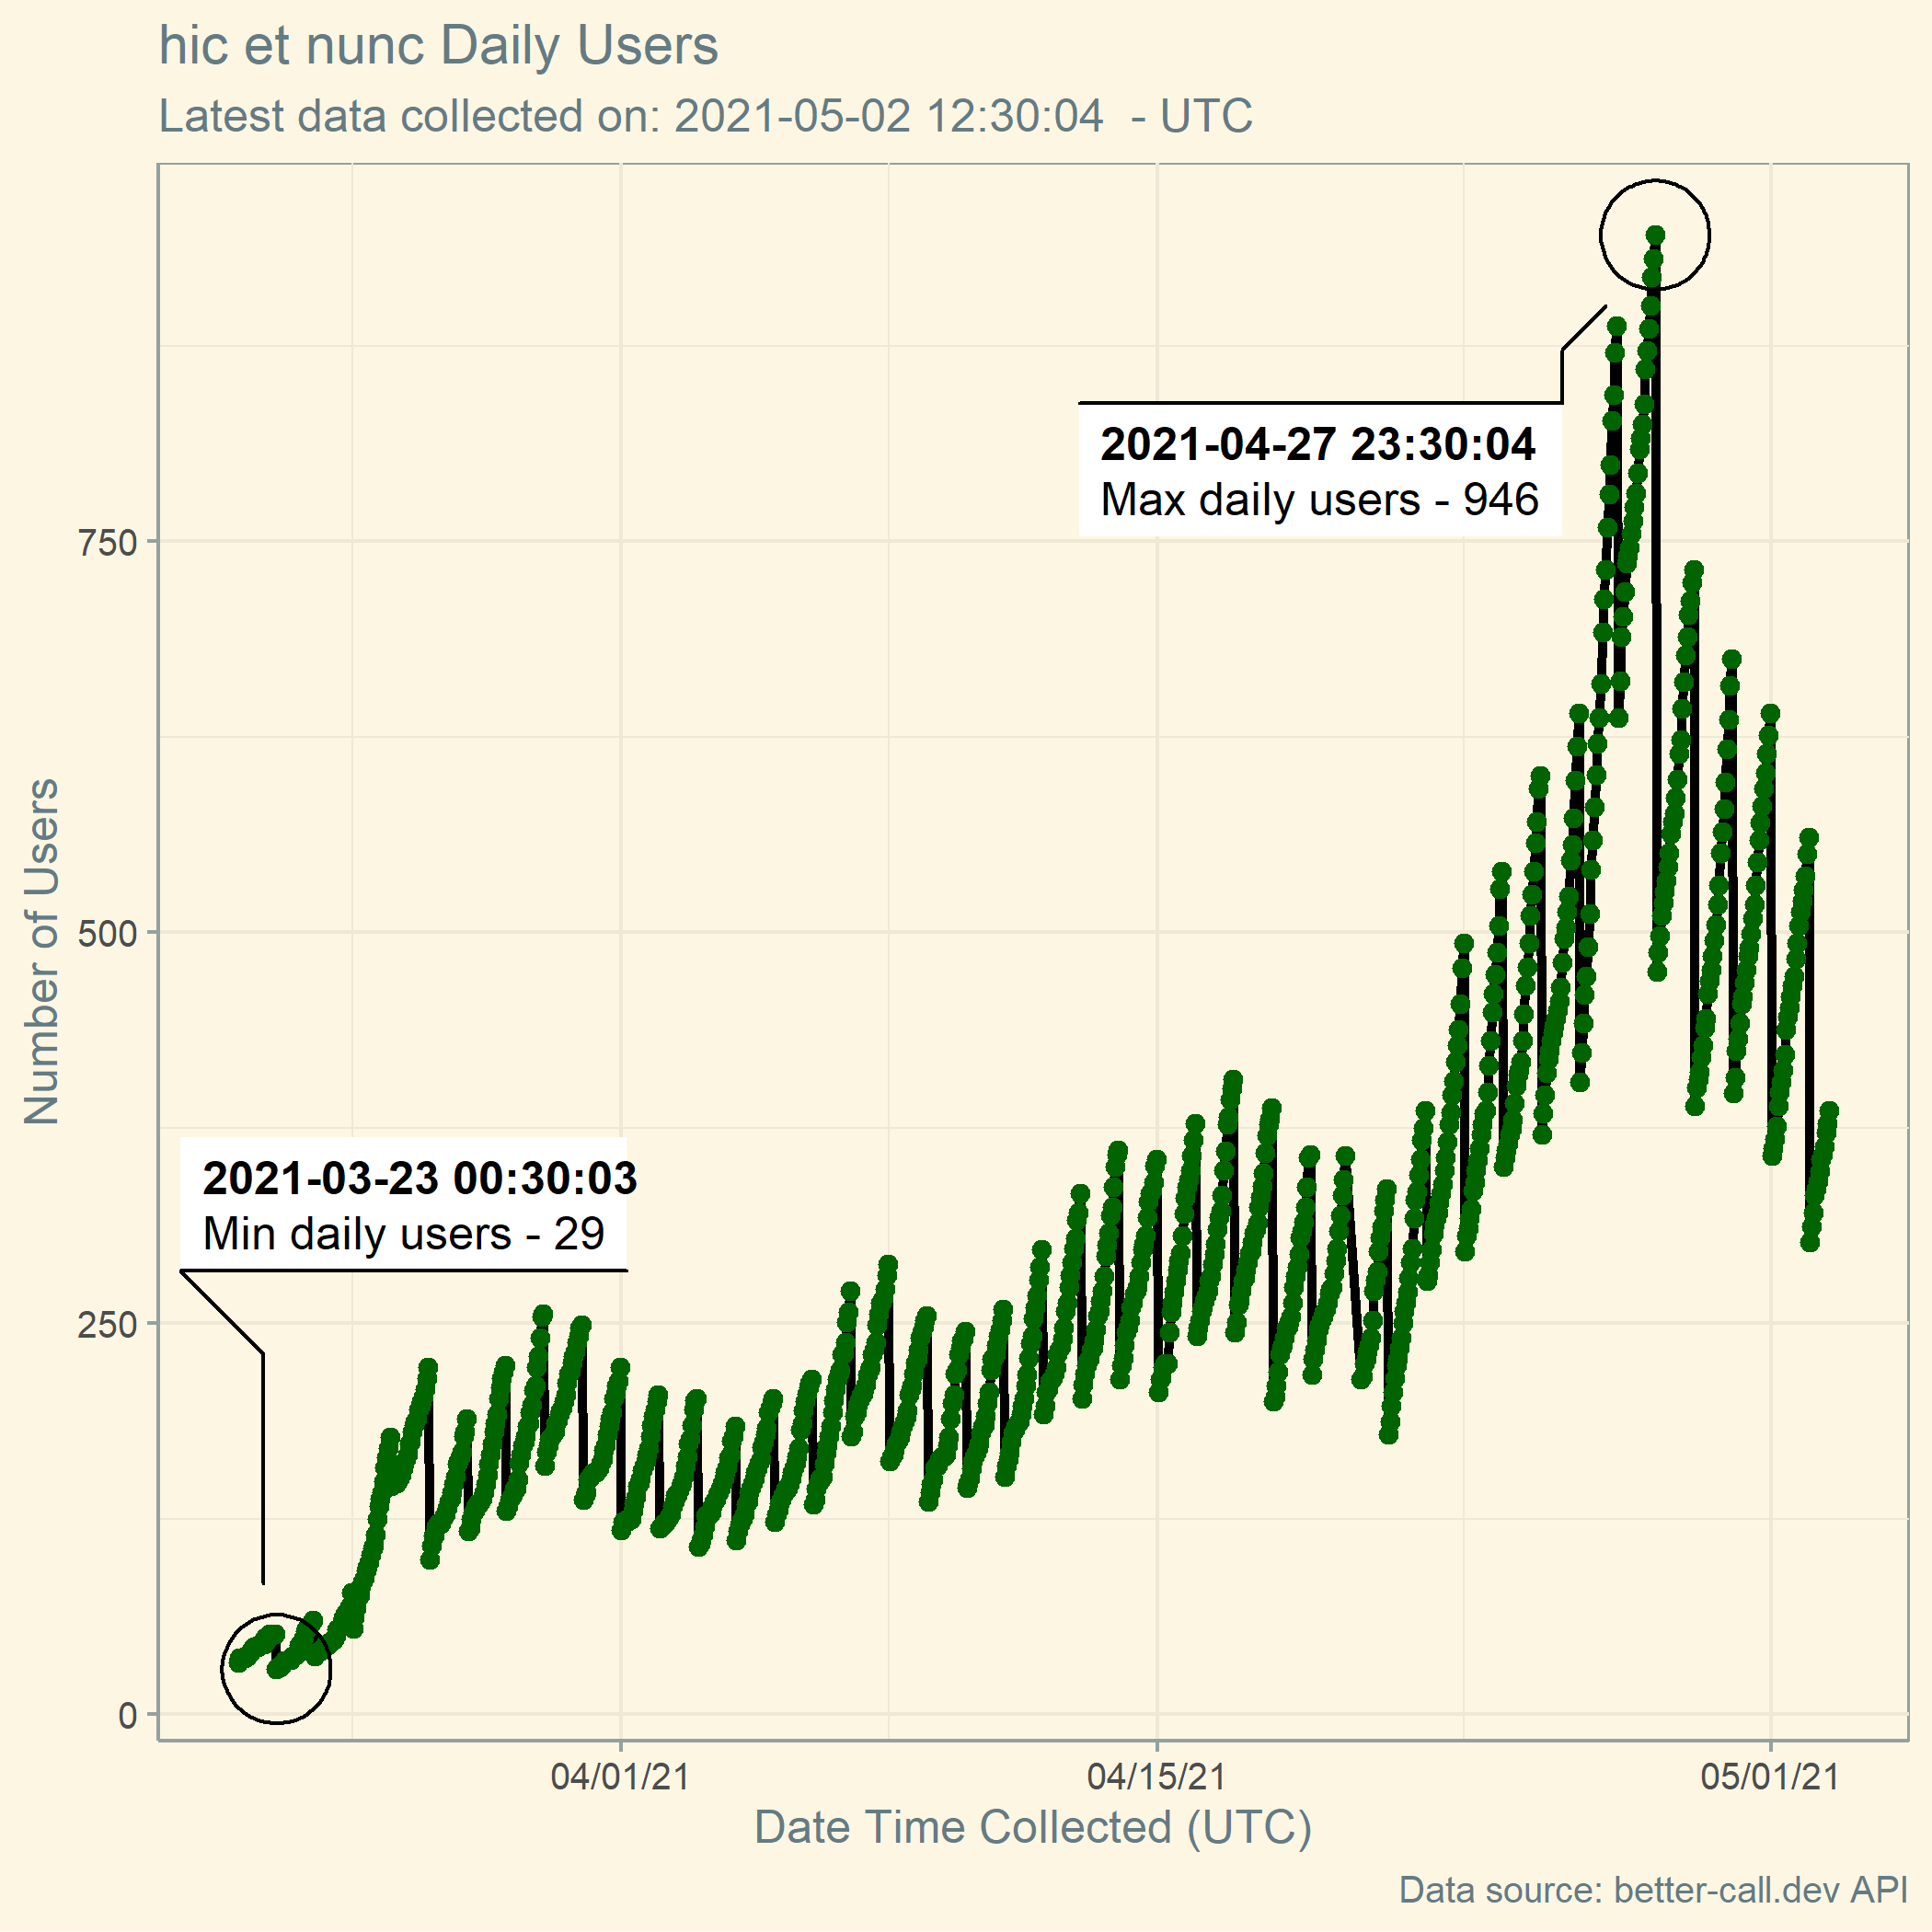 hic et nunc Daily Users
Latest data collected on: 2021-05-02 12:30:04  - UTC
2021-04-27 23:30:04
Max daily users - 946
2021-03-23 00:30:03
Min daily users - 29
Number of Users
750
500
250
0
04/01/21
04/15/21
05/01/21
Date Time Collected (UTC)
Data source: better-call.dev API